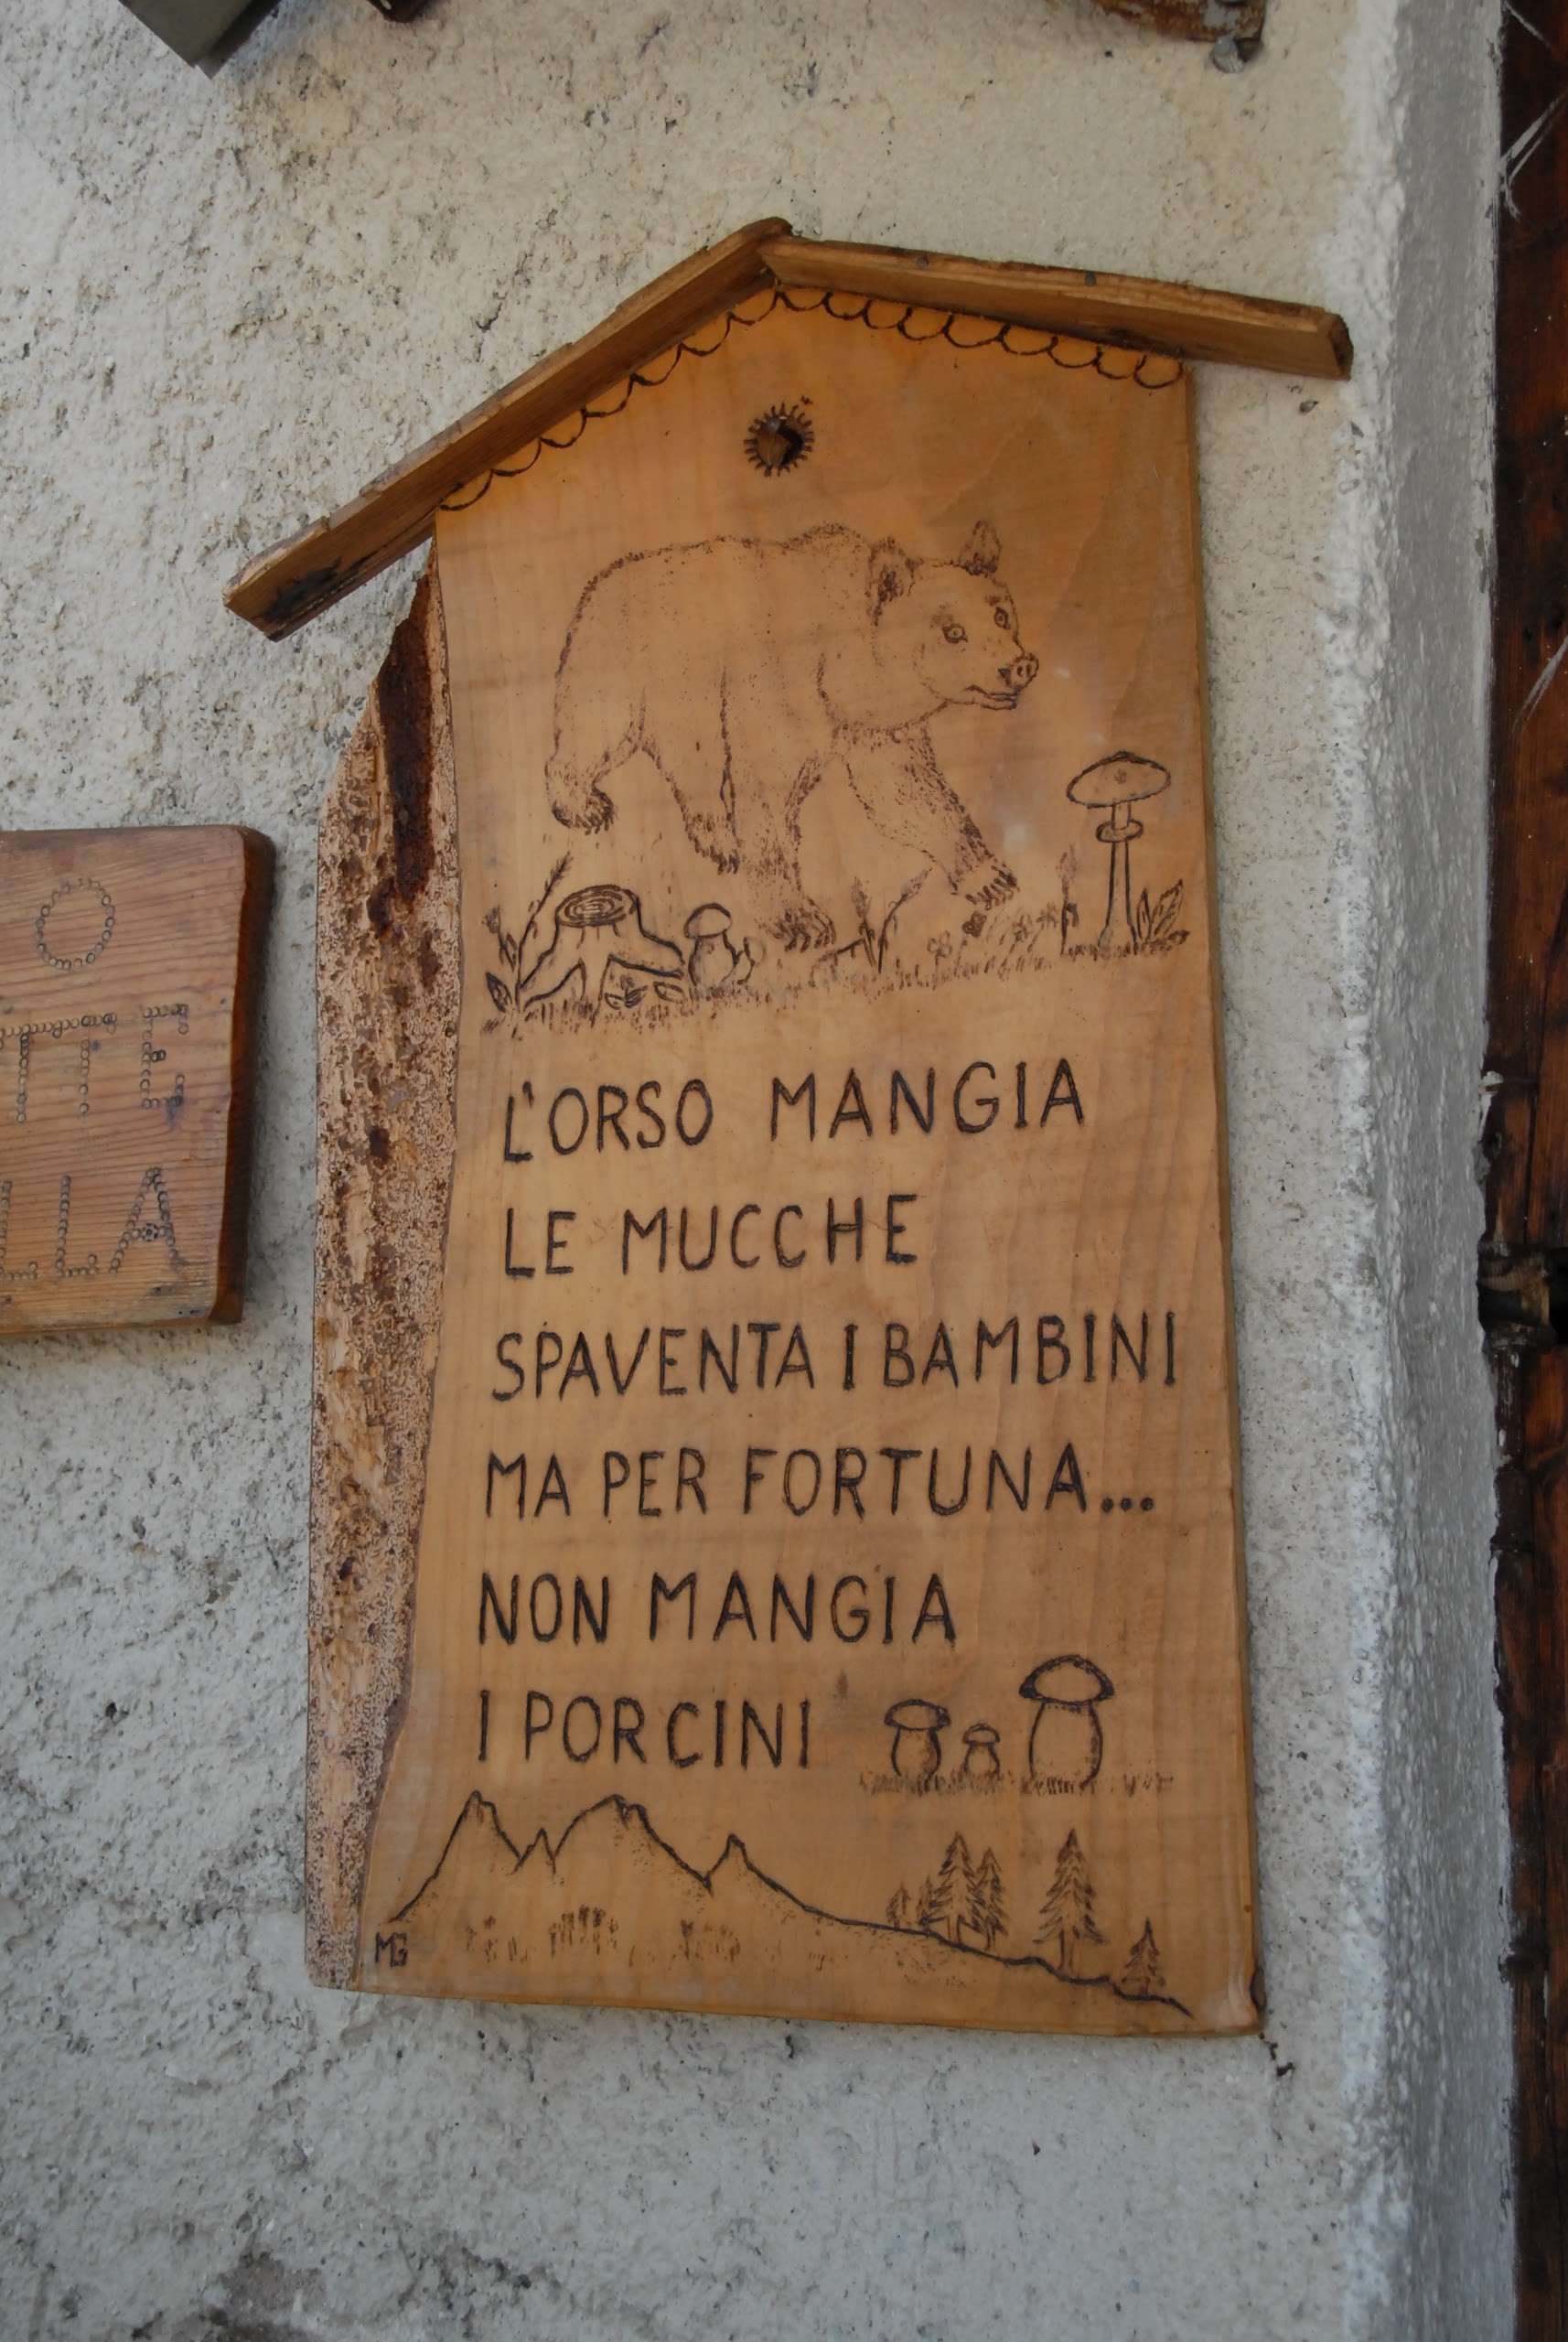 L'ORSO MANGIA
LE MUCCHE
SPAVENTA I BAMBINI
MA PER FORTUNA...
NON MANGIA
I PORCINI
MG